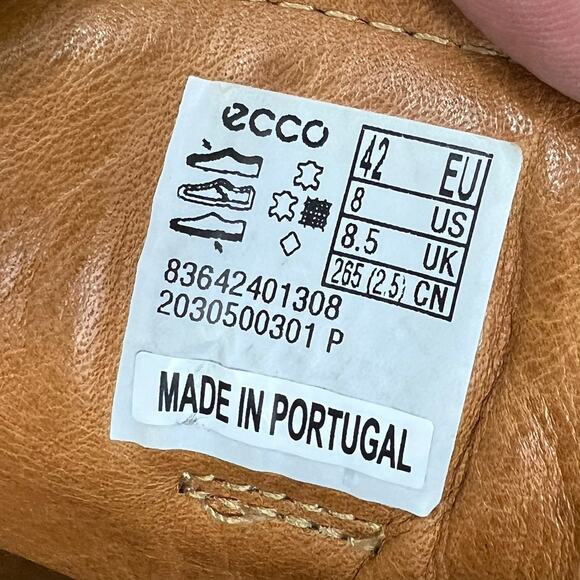 ecco
42 EU
8 US
8.5 UK
265 (2.5) CN
83642401308
2030500301 P
MADE IN PORTUGAL